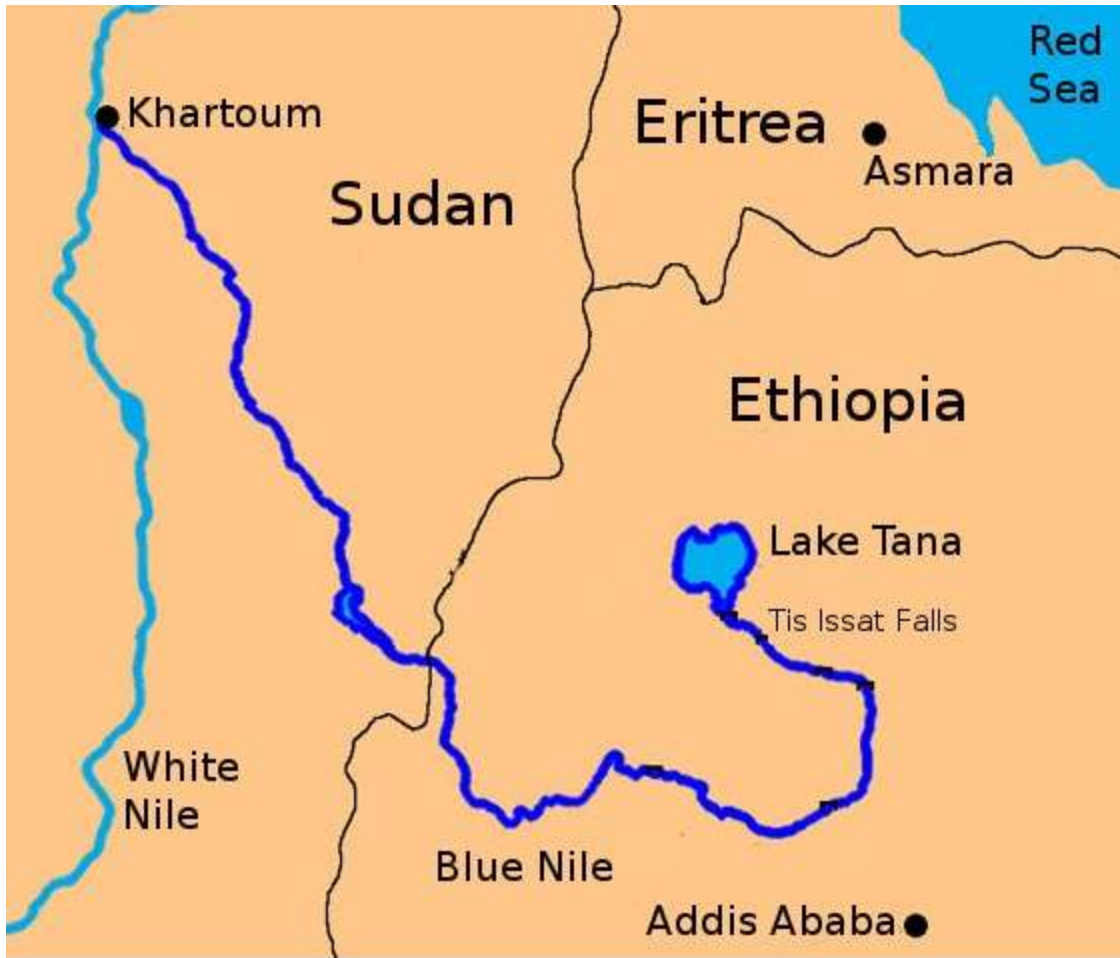 Red
Sea
Khartoum
Eritrea
Asmara
Sudan
Ethiopia
Lake Tana
Tis Issat Falls
White
Nile
Blue Nile
Addis Ababa